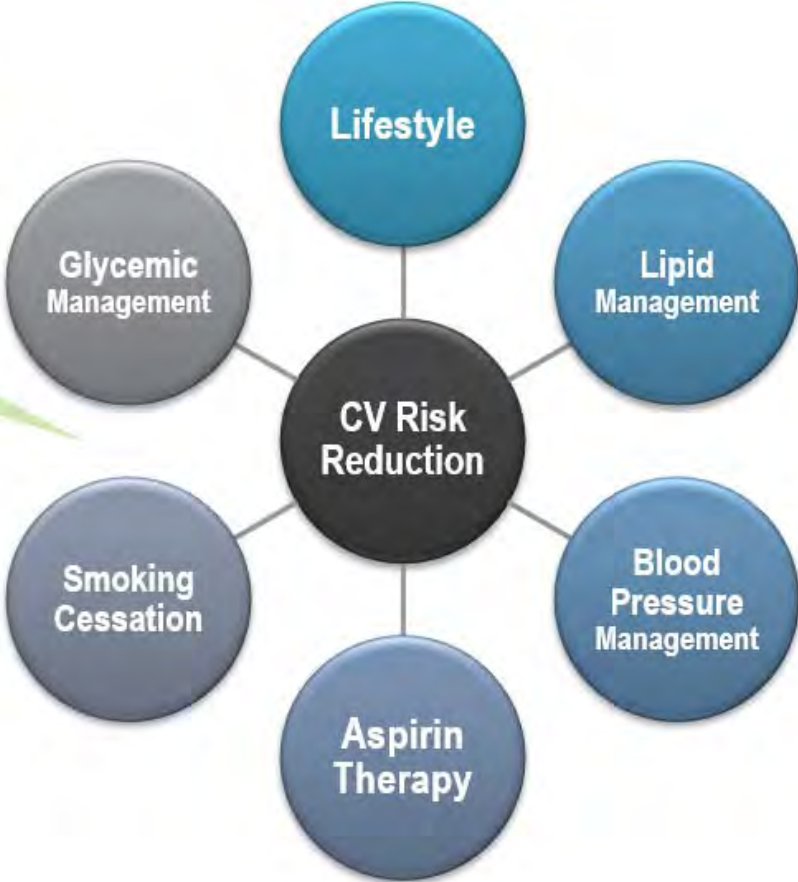 Lifestyle
Lipid
Management
Blood
Pressure
Management
Aspirin
Therapy
Smoking
Cessation
Glycemic
Management
CV Risk
Reduction